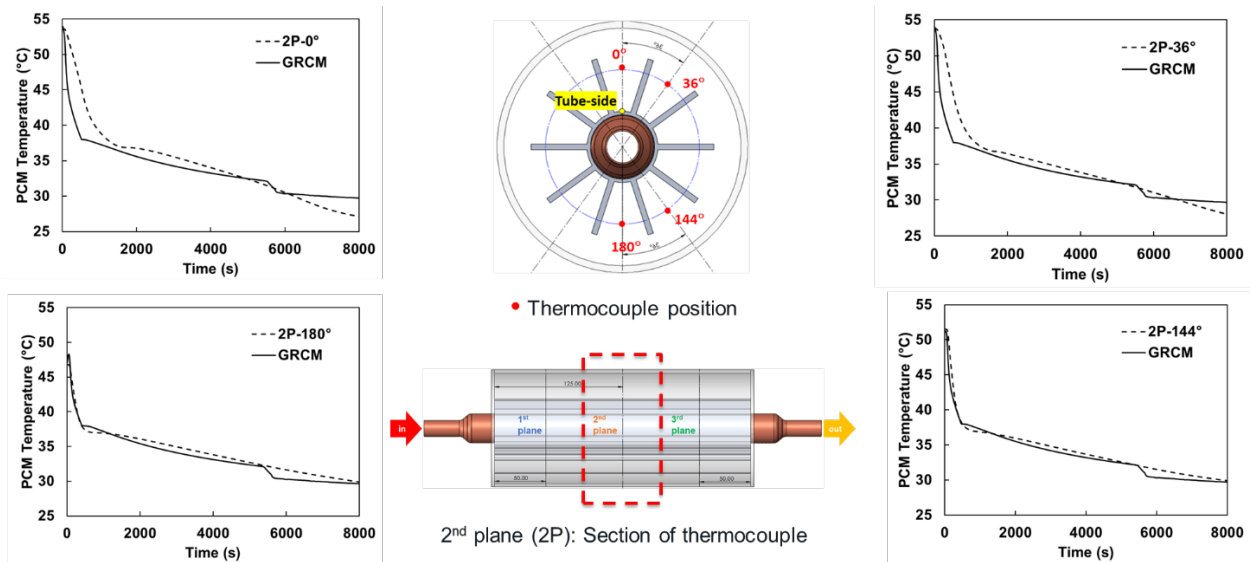 PCM Temperature (°C)
55
50
45
40
35
30
25
0
2000
4000
6000
8000
Time (s)
2P-0°
GRCM
0°
36°
36°
Tube-side
144°
180°
36°
PCM Temperature (°C)
55
50
45
40
35
30
25
0
2000
4000
6000
8000
Time (s)
2P-36°
GRCM
Thermocouple position
PCM Temperature (°C)
55
50
45
40
35
30
25
0
2000
4000
6000
8000
Time (s)
2P-180°
GRCM
in
125.00
1st plane
2nd plane
3rd plane
50.00
50.00
out
2nd plane (2P): Section of thermocouple
PCM Temperature (°C)
55
50
45
40
35
30
25
0
2000
4000
6000
8000
Time (s)
2P-144°
GRCM